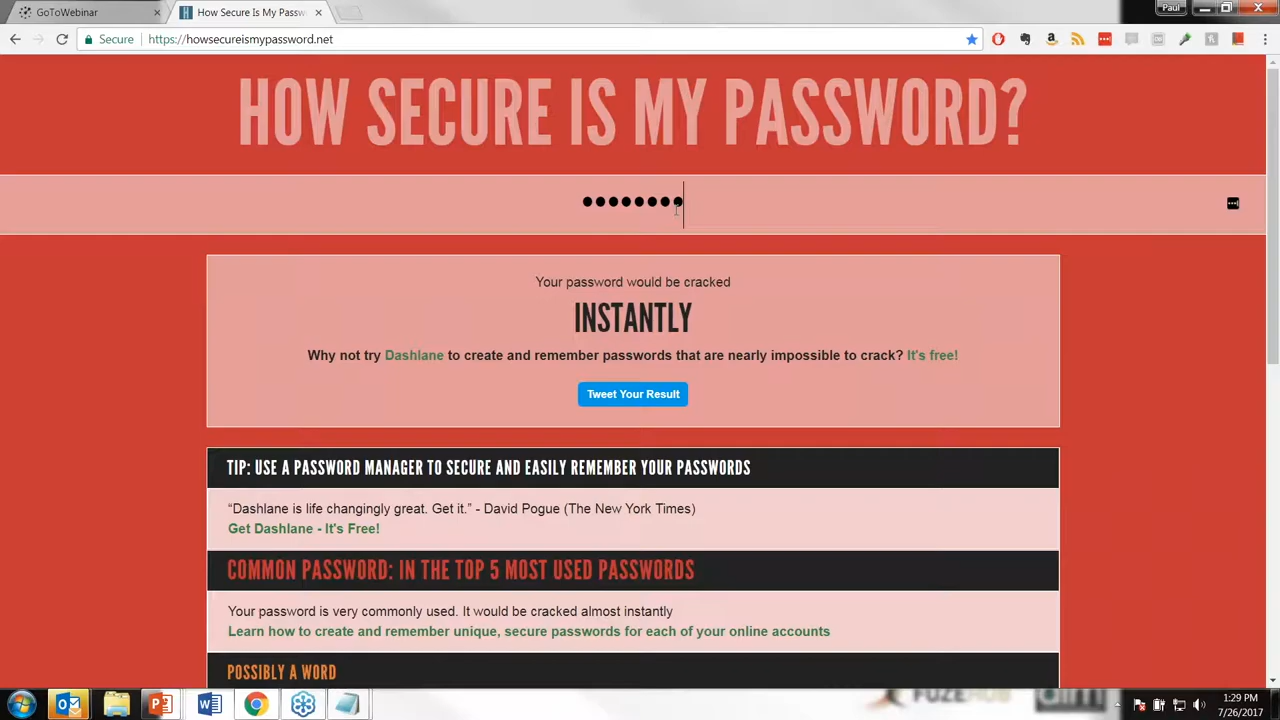 GoToWebinar
How Secure Is My Passw
Paul
Secure
https://howsecureismypassword.net
HOW SECURE IS MY PASSWORD?
Your password would be cracked
INSTANTLY
Why not try Dashlane to create and remember passwords that are nearly impossible to crack? It's free!
Tweet Your Result
TIP: USE A PASSWORD MANAGER TO SECURE AND EASILY REMEMBER YOUR PASSWORDS
“Dashlane is life changingly great. Get it.” - David Pogue (The New York Times)
Get Dashlane - It's Free!
COMMON PASSWORD: IN THE TOP 5 MOST USED PASSWORDS
Your password is very commonly used. It would be cracked almost instantly
Learn how to create and remember unique, secure passwords for each of your online accounts
POSSIBLY A WORD
FUZEHUB
1:29 PM
7/26/2017